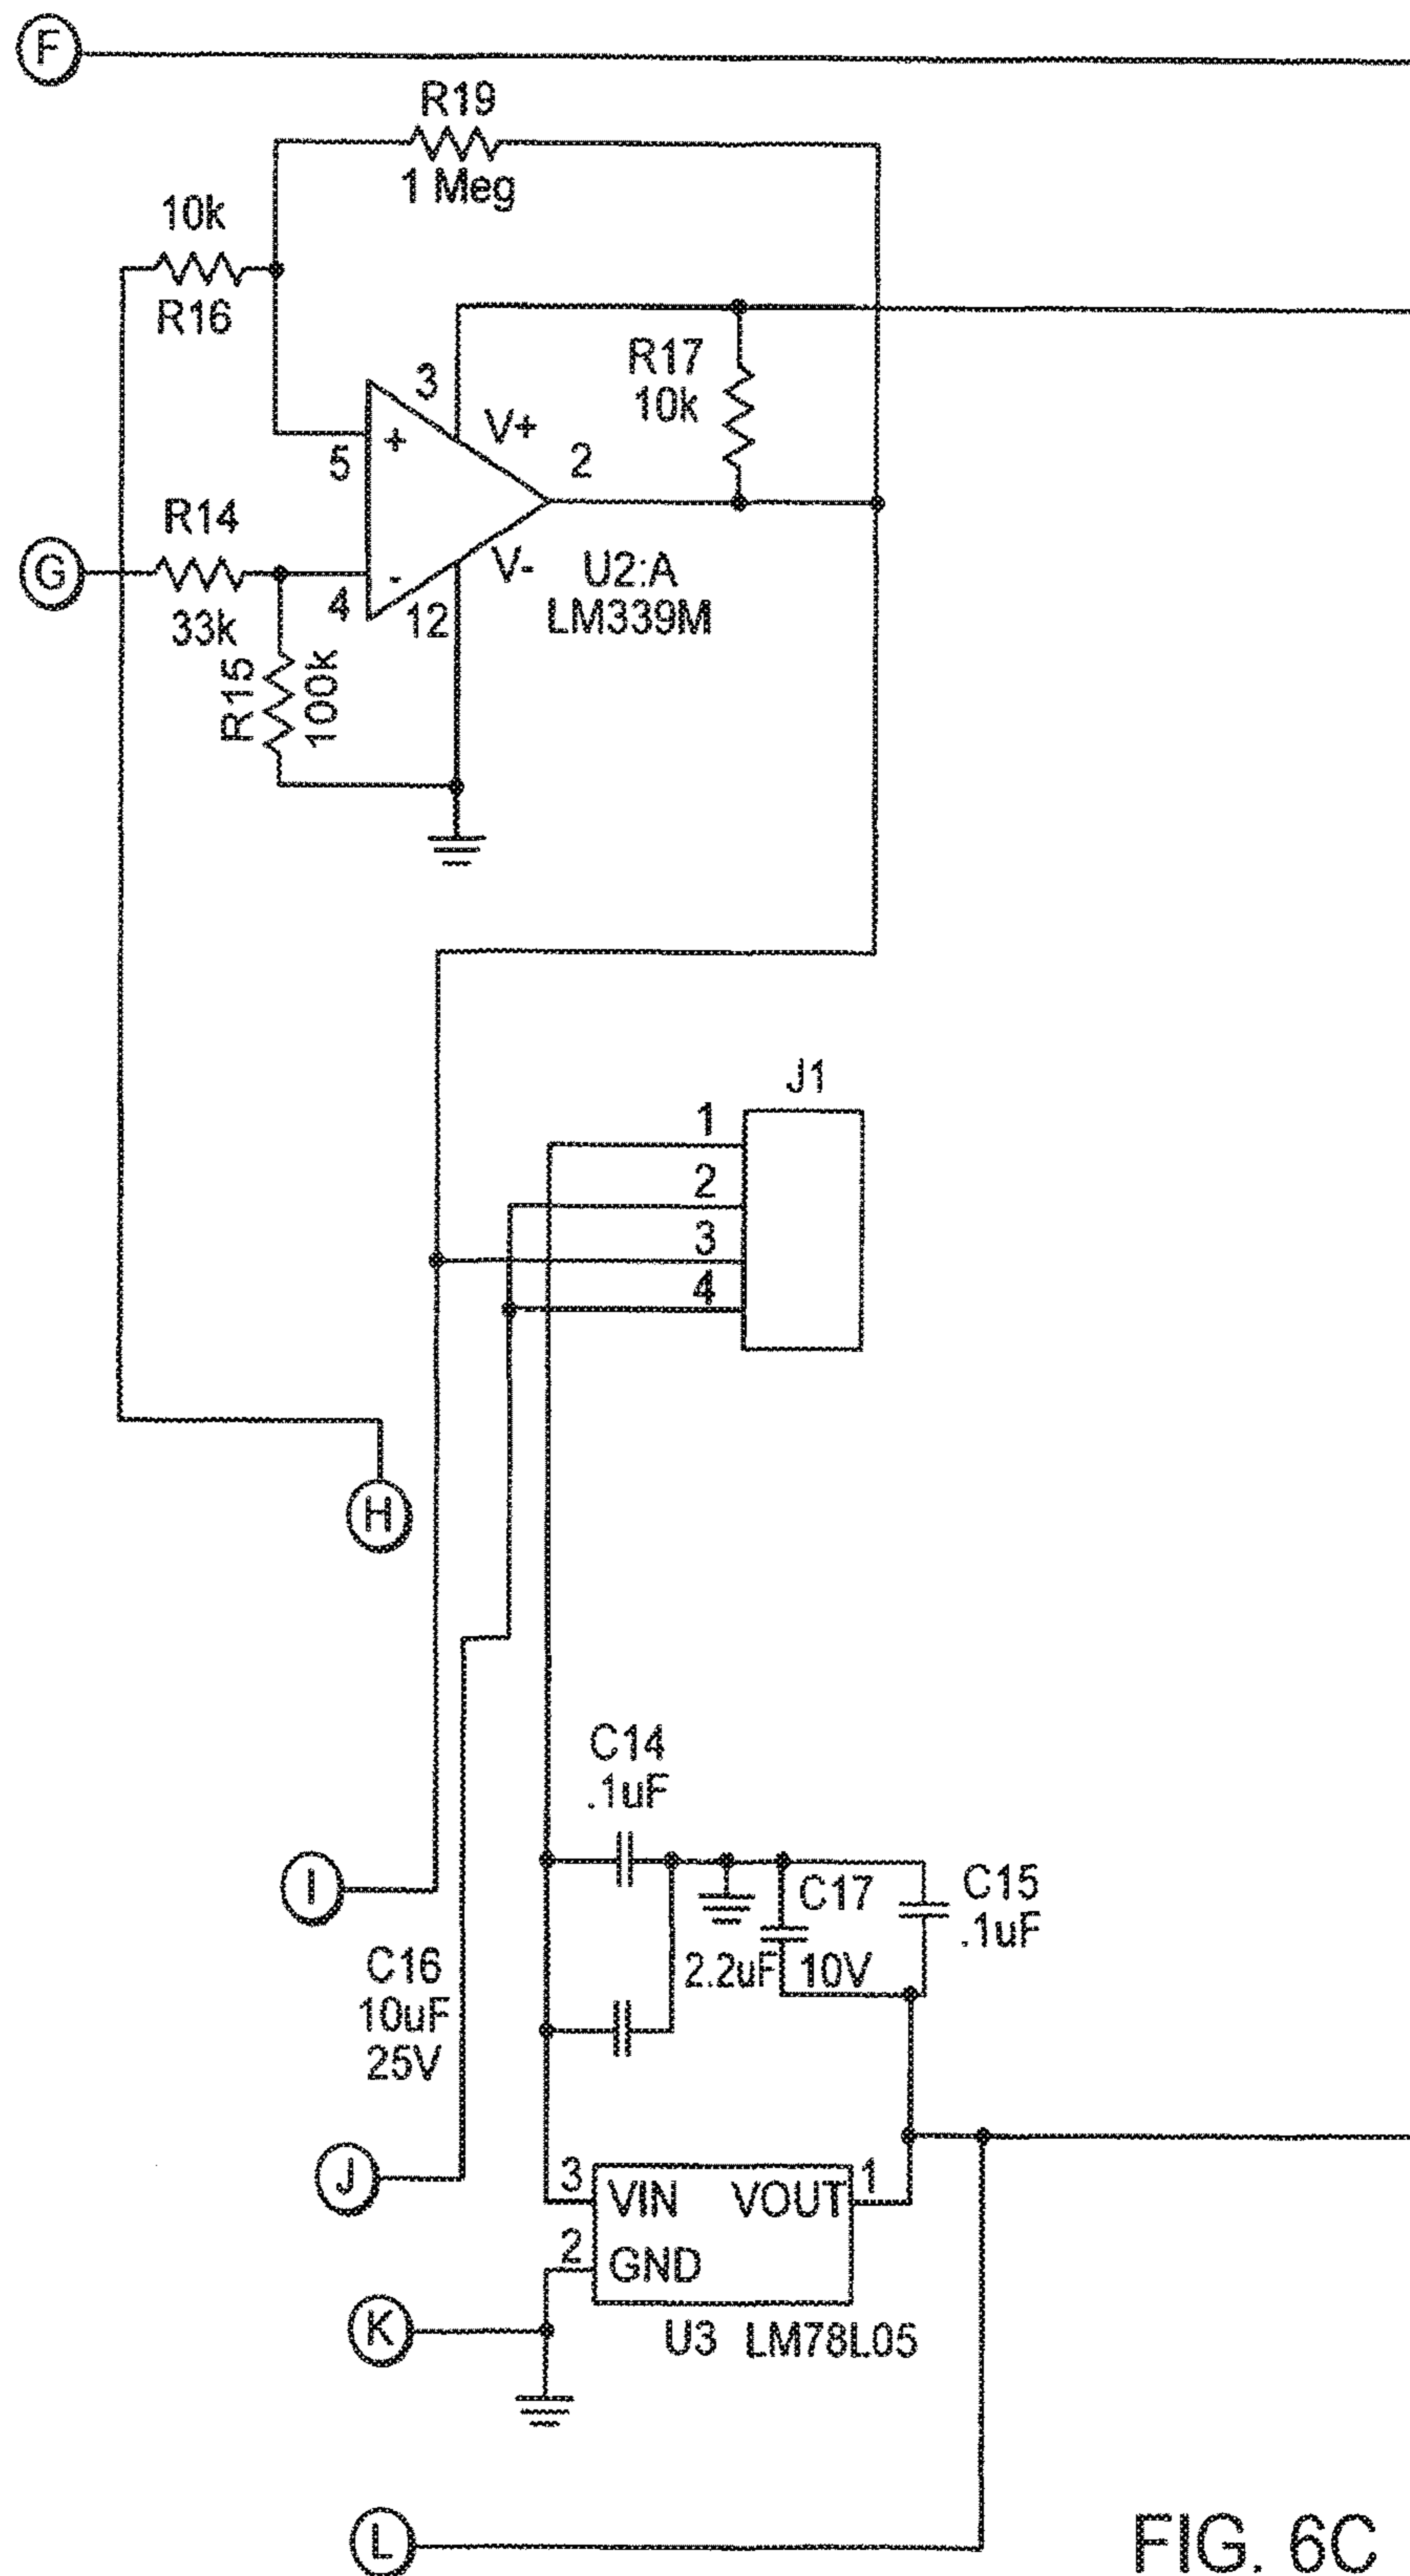 F
R19
1 Meg
10k
R16
R17
10k
3
V+
+
5
2
R14
G
33k
-
4
12
V-
U2:A
LM339M
R15
100k
J1
1
2
3
4
H
C14
.1uF
I
C17
2.2uF 10V
C15
.1uF
C16
10uF
25V
J
3
VIN VOUT
1
2
GND
K
U3 LM78L05
L
FIG. 6C